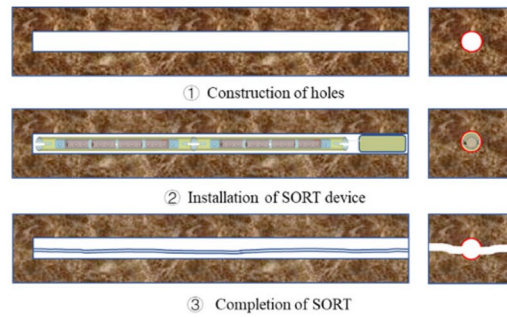 ① Construction of holes
② Installation of SORT device
③ Completion of SORT